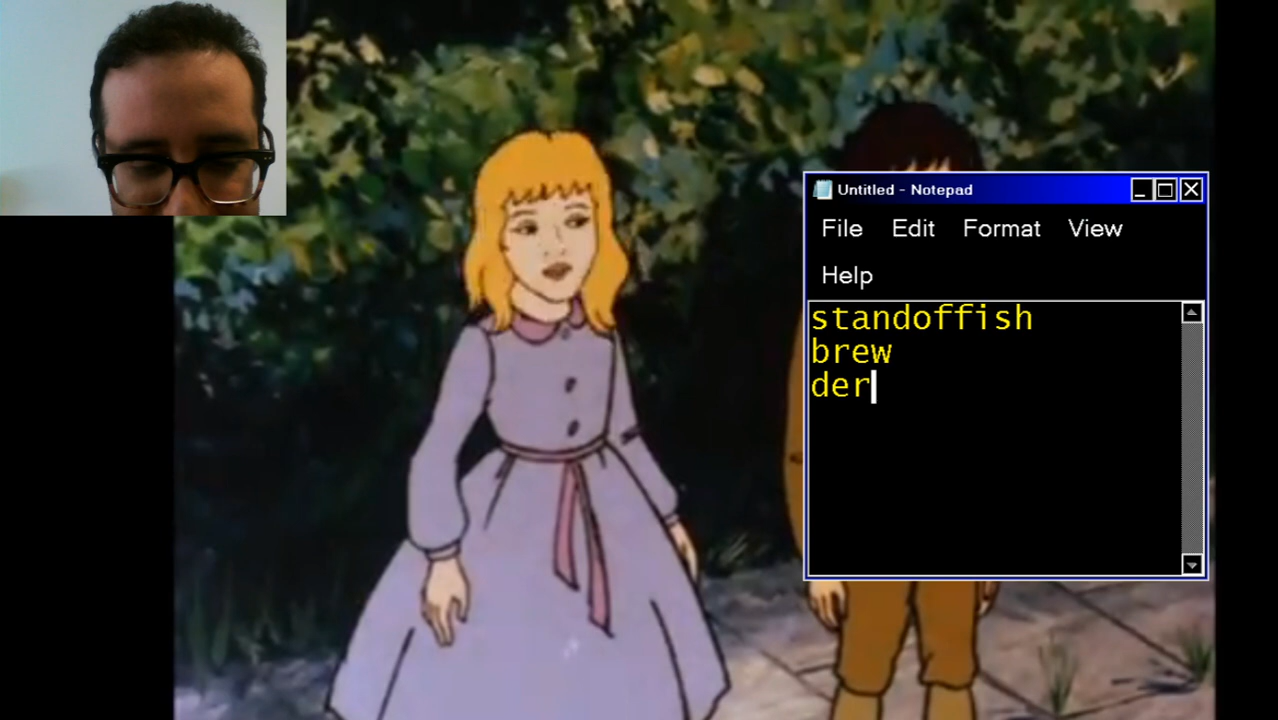 Untitled - Notepad
File Edit Format View
Help
standoffish
brew
der